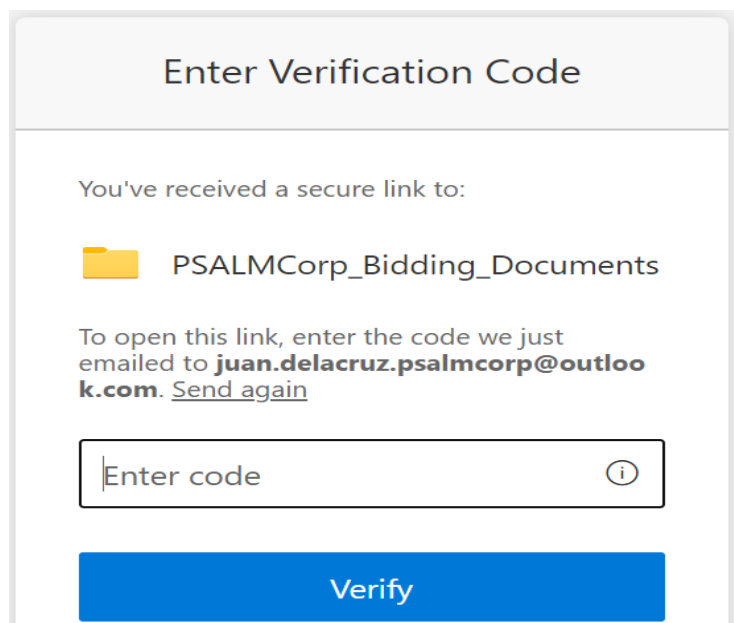 Enter Verification Code
You've received a secure link to:
PSALMCorp_Bidding_Documents
To open this link, enter the code we just
emailed to juan.delacruz.psalmcorp@outloo
k.com. Send again
Enter code
Verify